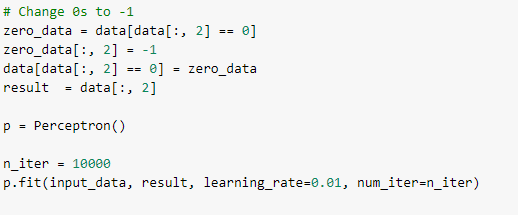 # Change 0s to -1
zero_data = data[data[:, 2] == 0]
zero_data[:, 2] = -1
data[data[:, 2] == 0] = zero_data
result  = data[:, 2]
p = Perceptron()
n_iter = 10000
p.fit(input_data, result, learning_rate=0.01, num_iter=n_iter)